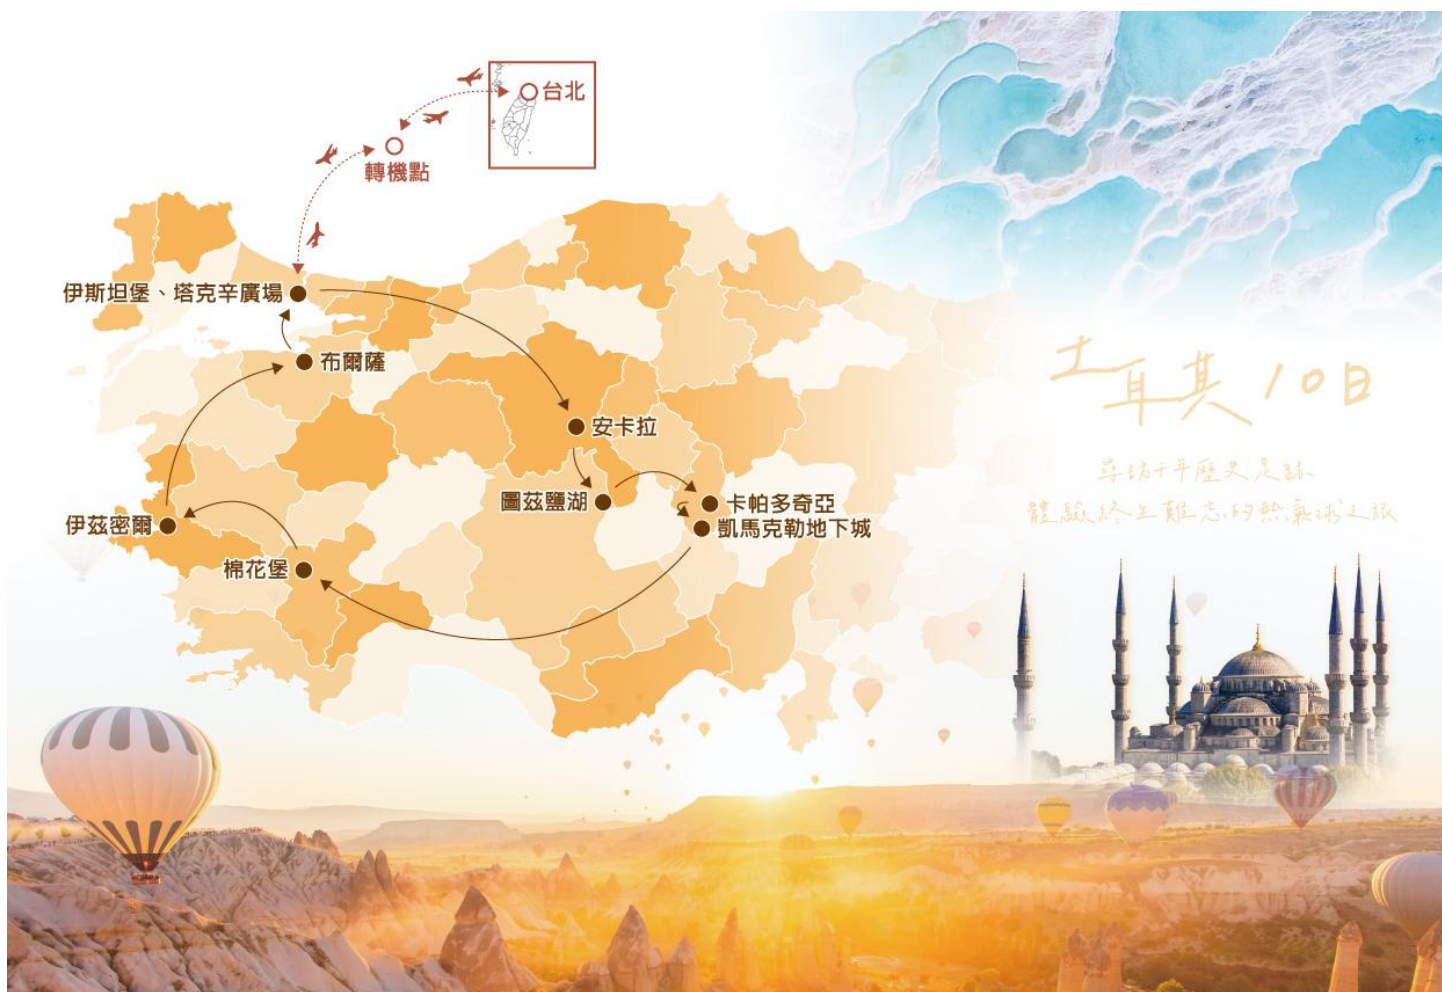 台北
轉機點
伊斯坦堡、塔克辛廣場
布爾薩
安卡拉
圖茲鹽湖
卡帕多奇亞
凱馬克勒地下城
伊茲密爾
棉花堡
土耳其10日
尋訪千年歷史足跡
體驗終生難忘的熱氣球之旅